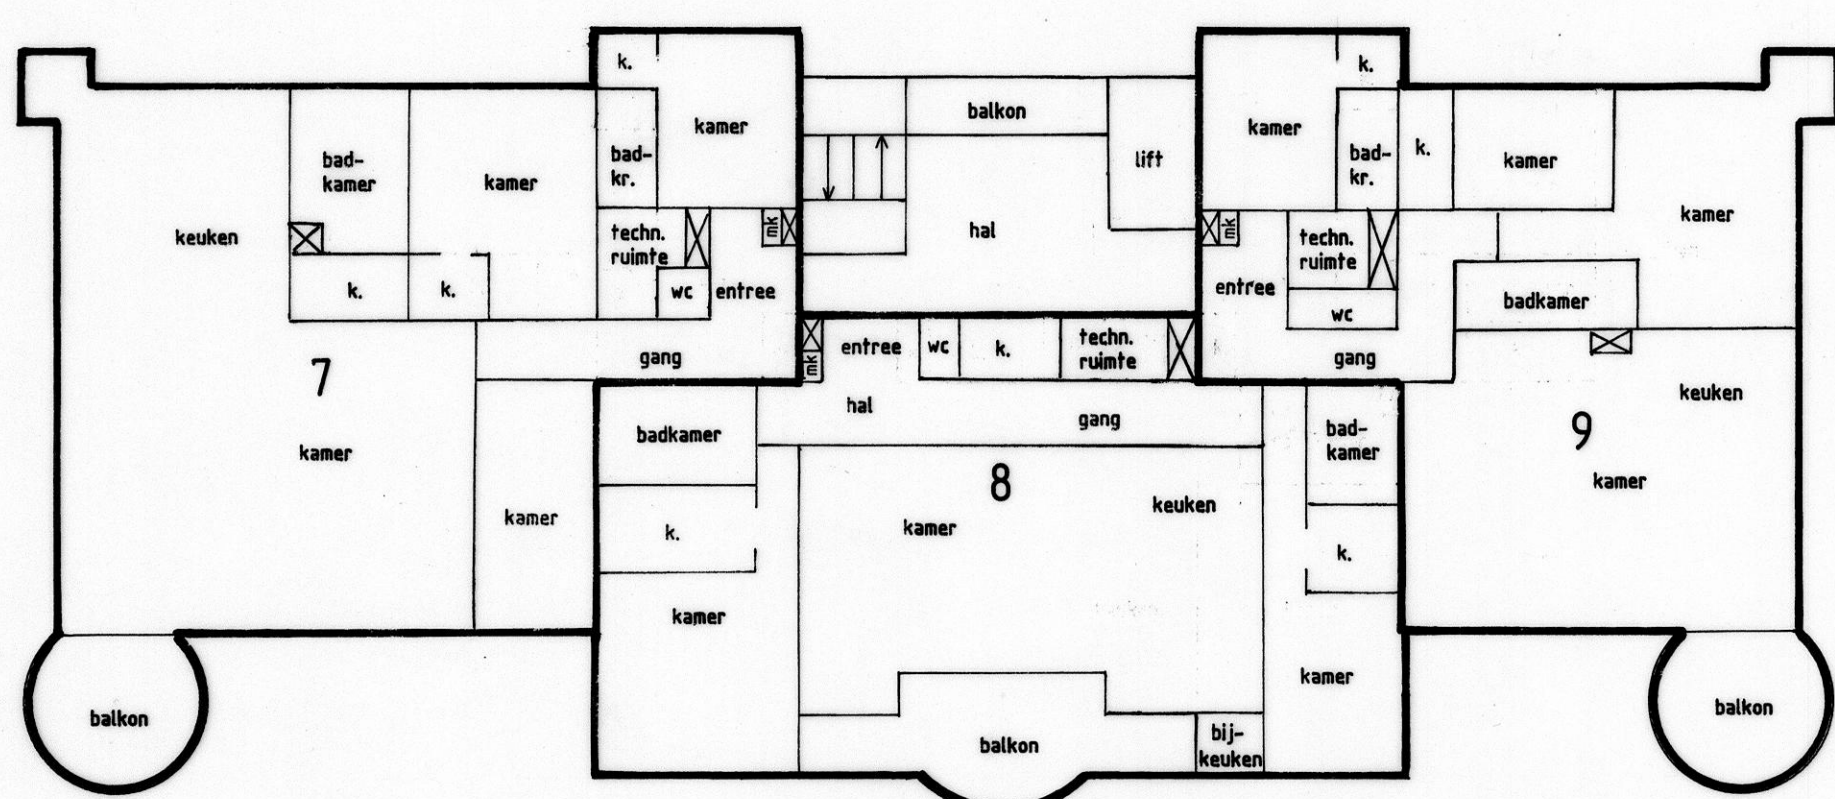 k.
kamer
bad-
kr.
techn.
ruimte
wc
entree
mk
bad-
kamer
kamer
keuken
k.
k.
gang
7
kamer
kamer
balkon
balkon
lift
hal
entree
wc
k.
techn.
ruimte
mk
hal
gang
badkamer
k.
kamer
8
kamer
keuken
balkon
bij-
keuken
bad-
kamer
k.
kamer
k.
kamer
bad-
kr.
k.
kamer
kamer
mk
techn.
ruimte
entree
wc
badkamer
gang
keuken
9
kamer
balkon